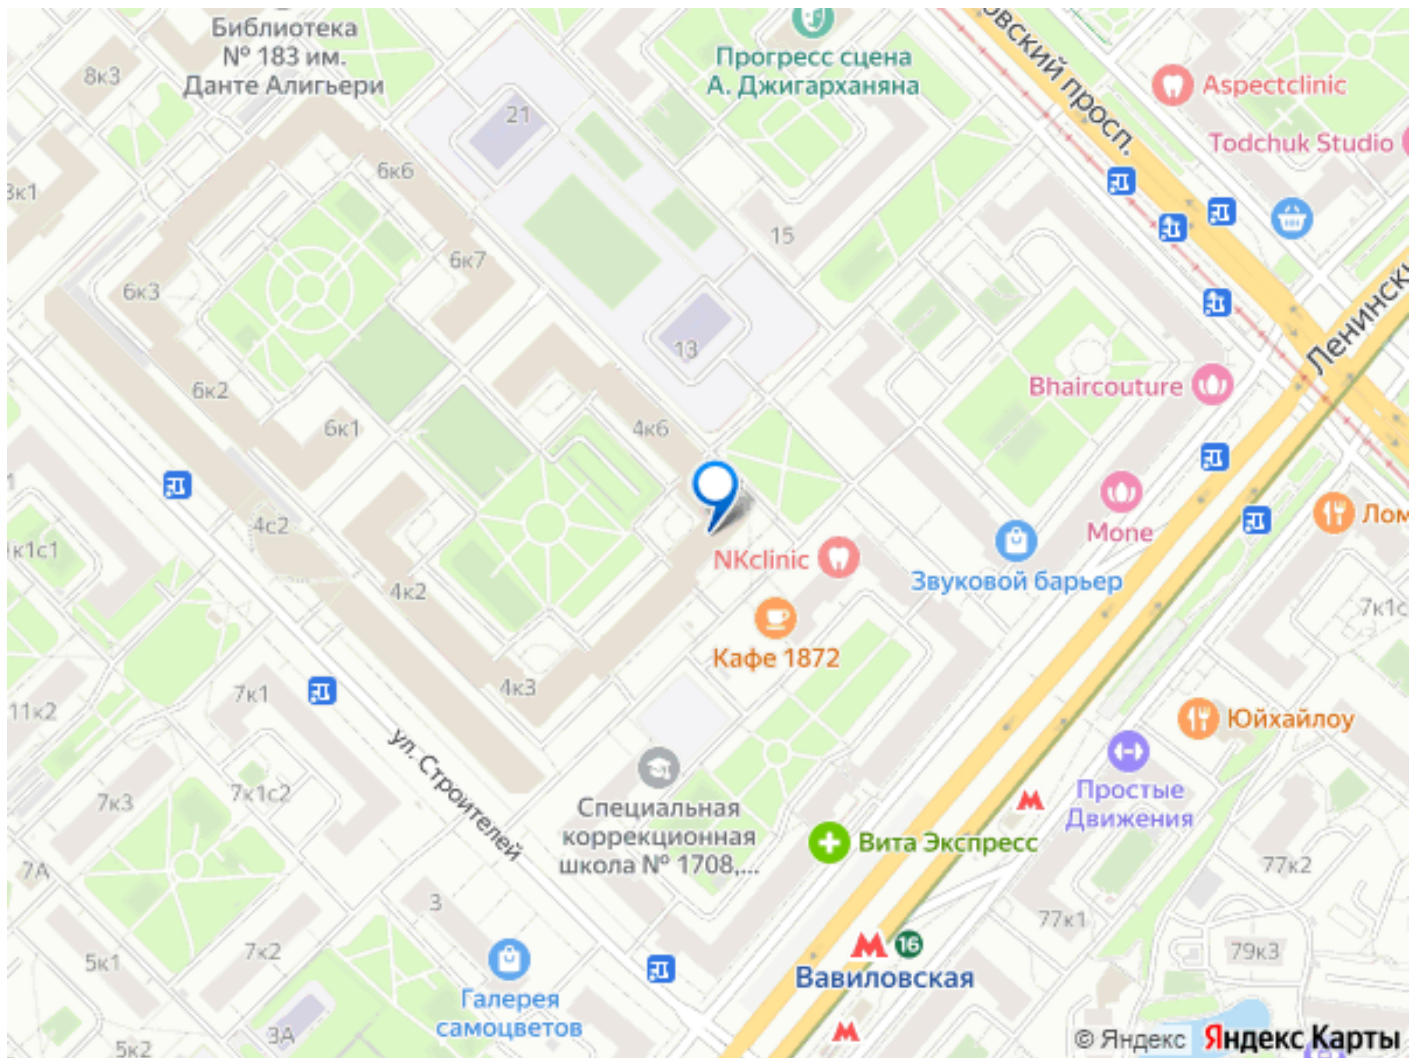 Библиотека
№ 183 им.
Данте Алигьери
8к3
Прогресс сцена
А. Джигарханяна
овский просп.
Aspectclinic
Todchuk Studio
21
6к6
3к1
15
6к7
6к3
13
Ленински
Bhaircouture
6к2
6к1
4к6
Mone
Лом
4с2
к1с1
NKclinic
Звуковой барьер
4к2
7к1с
Кафе 1872
4к3
7к1
11к2
Юйхайлоу
ул. Строителей
7к3
7к1с2
Специальная
коррекционная
школа № 1708,...
Простые
Движения
Вита Экспресс
7А
77к2
3
77к1
16
Вавиловская
5к1
7к2
79к3
Галерея
самоцветов
3А
5к2
© Яндекс Яндекс Карты